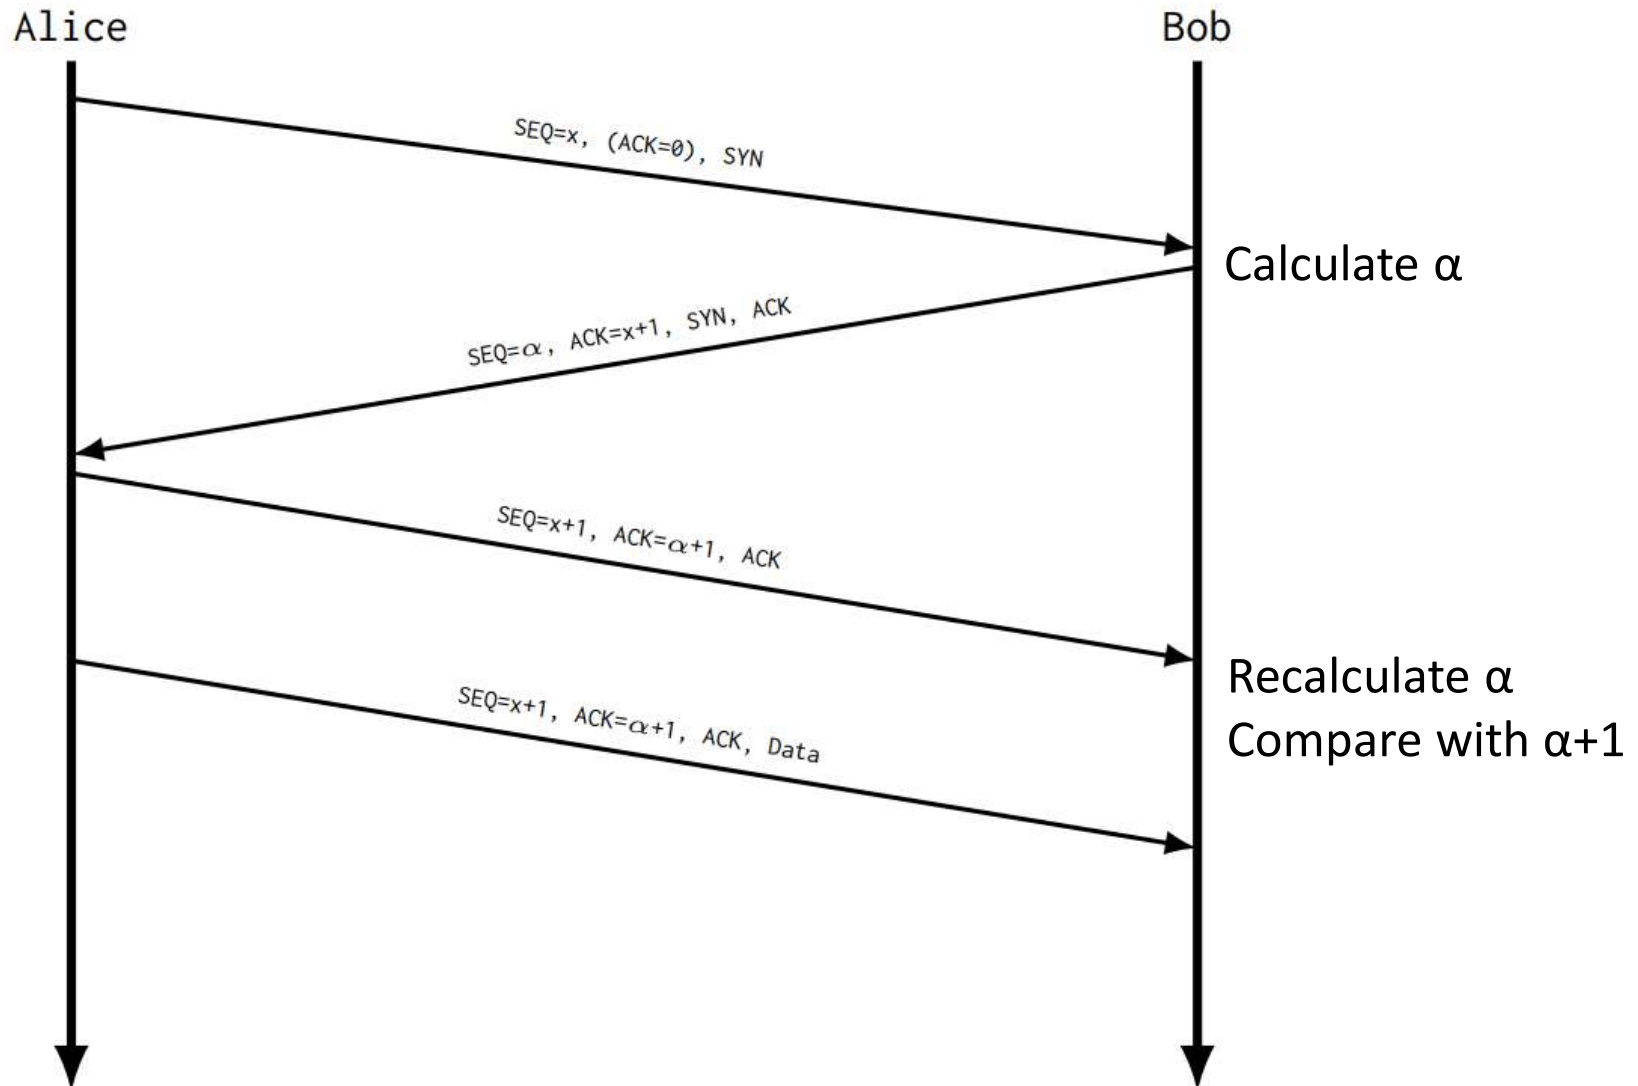 Alice
Bob
SEQ=x, (ACK=0), SYN
Calculate α
SEQ=α, ACK=x+1, SYN, ACK
SEQ=x+1, ACK=α+1, ACK
Recalculate α
Compare with α+1
SEQ=x+1, ACK=α+1, ACK, Data